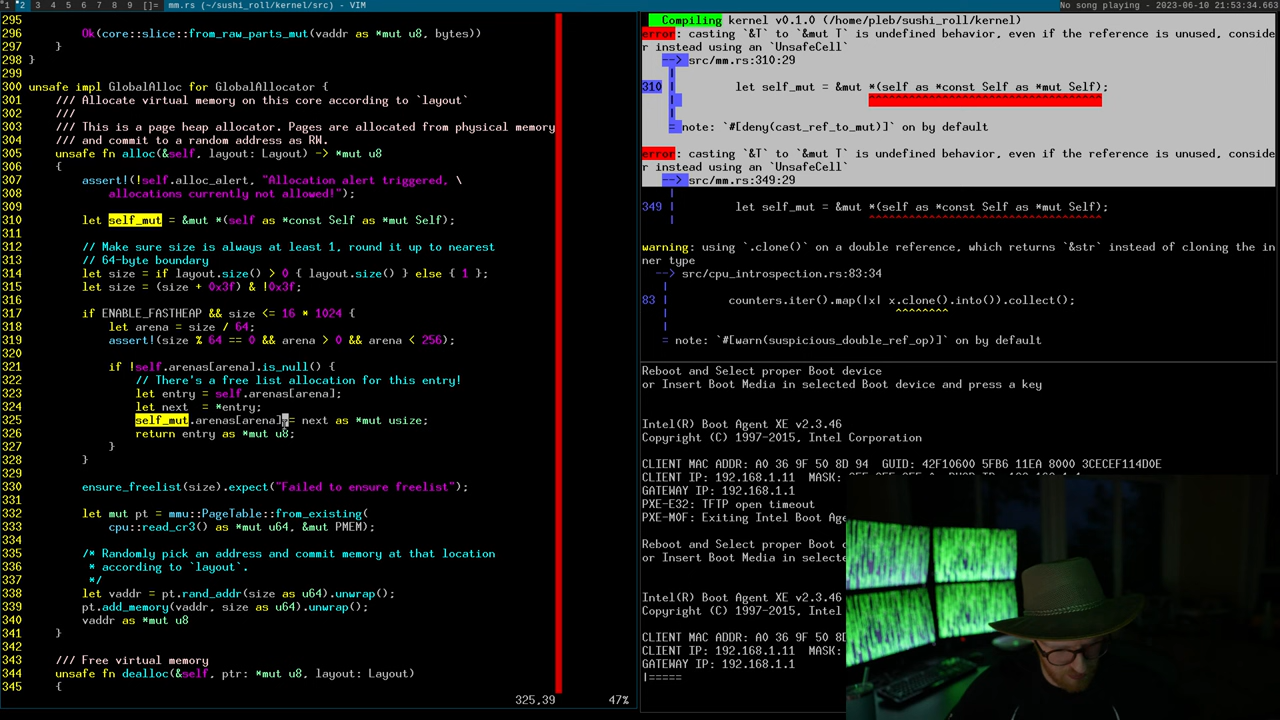 1 *2 3 4 5 6 7 8 9 []= mm.rs (~/sushi_roll/kernel/src) - VIM
No song playing - 2023-06-10 21:53:34.663
295
296         Ok(core::slice::from_raw_parts_mut(vaddr as *mut u8, bytes))
297     }
298 }
299
300 unsafe impl GlobalAlloc for GlobalAllocator {
301     /// Allocate virtual memory on this core according to `layout`
302     ///
303     /// This is a page heap allocator. Pages are allocated from physical memory
304     /// and commit to a random address as RW.
305     unsafe fn alloc(&self, layout: Layout) -> *mut u8
306     {
307         assert!(!self.alloc_alert, "Allocation alert triggered, \
308             allocations currently not allowed!");
309
310         let self_mut = &mut *(self as *const Self as *mut Self);
311
312         // Make sure size is always at least 1, round it up to nearest
313         // 64-byte boundary
314         let size = if layout.size() > 0 { layout.size() } else { 1 };
315         let size = (size + 0x3f) & !0x3f;
316
317         if ENABLE_FASTHEAP && size <= 16 * 1024 {
318             let arena = size / 64;
319             assert!(size % 64 == 0 && arena > 0 && arena < 256);
320
321             if !self.arenas[arena].is_null() {
322                 // There's a free list allocation for this entry!
323                 let entry = self.arenas[arena];
324                 let next  = *entry;
325                 self_mut.arenas[arena] = next as *mut usize;
326                 return entry as *mut u8;
327             }
328         }
329
330         ensure_freelist(size).expect("Failed to ensure freelist");
331
332         let mut pt = mmu::PageTable::from_existing(
333             cpu::read_cr3() as *mut u64, &mut PMEM);
334
335         /* Randomly pick an address and commit memory at that location
336          * according to `layout`.
337          */
338         let vaddr = pt.rand_addr(size as u64).unwrap();
339         pt.add_memory(vaddr, size as u64).unwrap();
340         vaddr as *mut u8
341     }
342
343     /// Free virtual memory
344     unsafe fn dealloc(&self, ptr: *mut u8, layout: Layout)
345     {
325,39 47%
Compiling kernel v0.1.0 (/home/pleb/sushi_roll/kernel)
error: casting `&T` to `&mut T` is undefined behavior, even if the reference is unused, conside
r instead using an `UnsafeCell`
   --> src/mm.rs:310:29
    |
310 |         let self_mut = &mut *(self as *const Self as *mut Self);
    |                             ^^^^^^^^^^^^^^^^^^^^^^^^^^^^^^^^^^^
    |
    = note: `#[deny(cast_ref_to_mut)]` on by default

error: casting `&T` to `&mut T` is undefined behavior, even if the reference is unused, conside
r instead using an `UnsafeCell`
   --> src/mm.rs:349:29
    |
349 |         let self_mut = &mut *(self as *const Self as *mut Self);
    |                             ^^^^^^^^^^^^^^^^^^^^^^^^^^^^^^^^^^^

warning: using `.clone()` on a double reference, which returns `&str` instead of cloning the in
ner type
  --> src/cpu_introspection.rs:83:34
   |
83 |         counters.iter().map(|x| x.clone().into()).collect();
   |                                  ^^^^^^^^
   |
   = note: `#[warn(suspicious_double_ref_op)]` on by default
Reboot and Select proper Boot device
or Insert Boot Media in selected Boot device and press a key

Intel(R) Boot Agent XE v2.3.46
Copyright (C) 1997-2015, Intel Corporation

CLIENT MAC ADDR: A0 36 9F 50 8D 94  GUID: 42F10600 5FB6 11EA 8000 3CECEF114D0E
CLIENT IP: 192.168.1.11  MASK:
GATEWAY IP: 192.168.1.1
PXE-E32: TFTP open timeout
PXE-M0F: Exiting Intel Boot Age

Reboot and Select proper Boot
or Insert Boot Media in selecte

Intel(R) Boot Agent XE v2.3.46
Copyright (C) 1997-2015, Intel

CLIENT MAC ADDR: A0 36 9F 50 8D
CLIENT IP: 192.168.1.11  MASK:
GATEWAY IP: 192.168.1.1
|=====